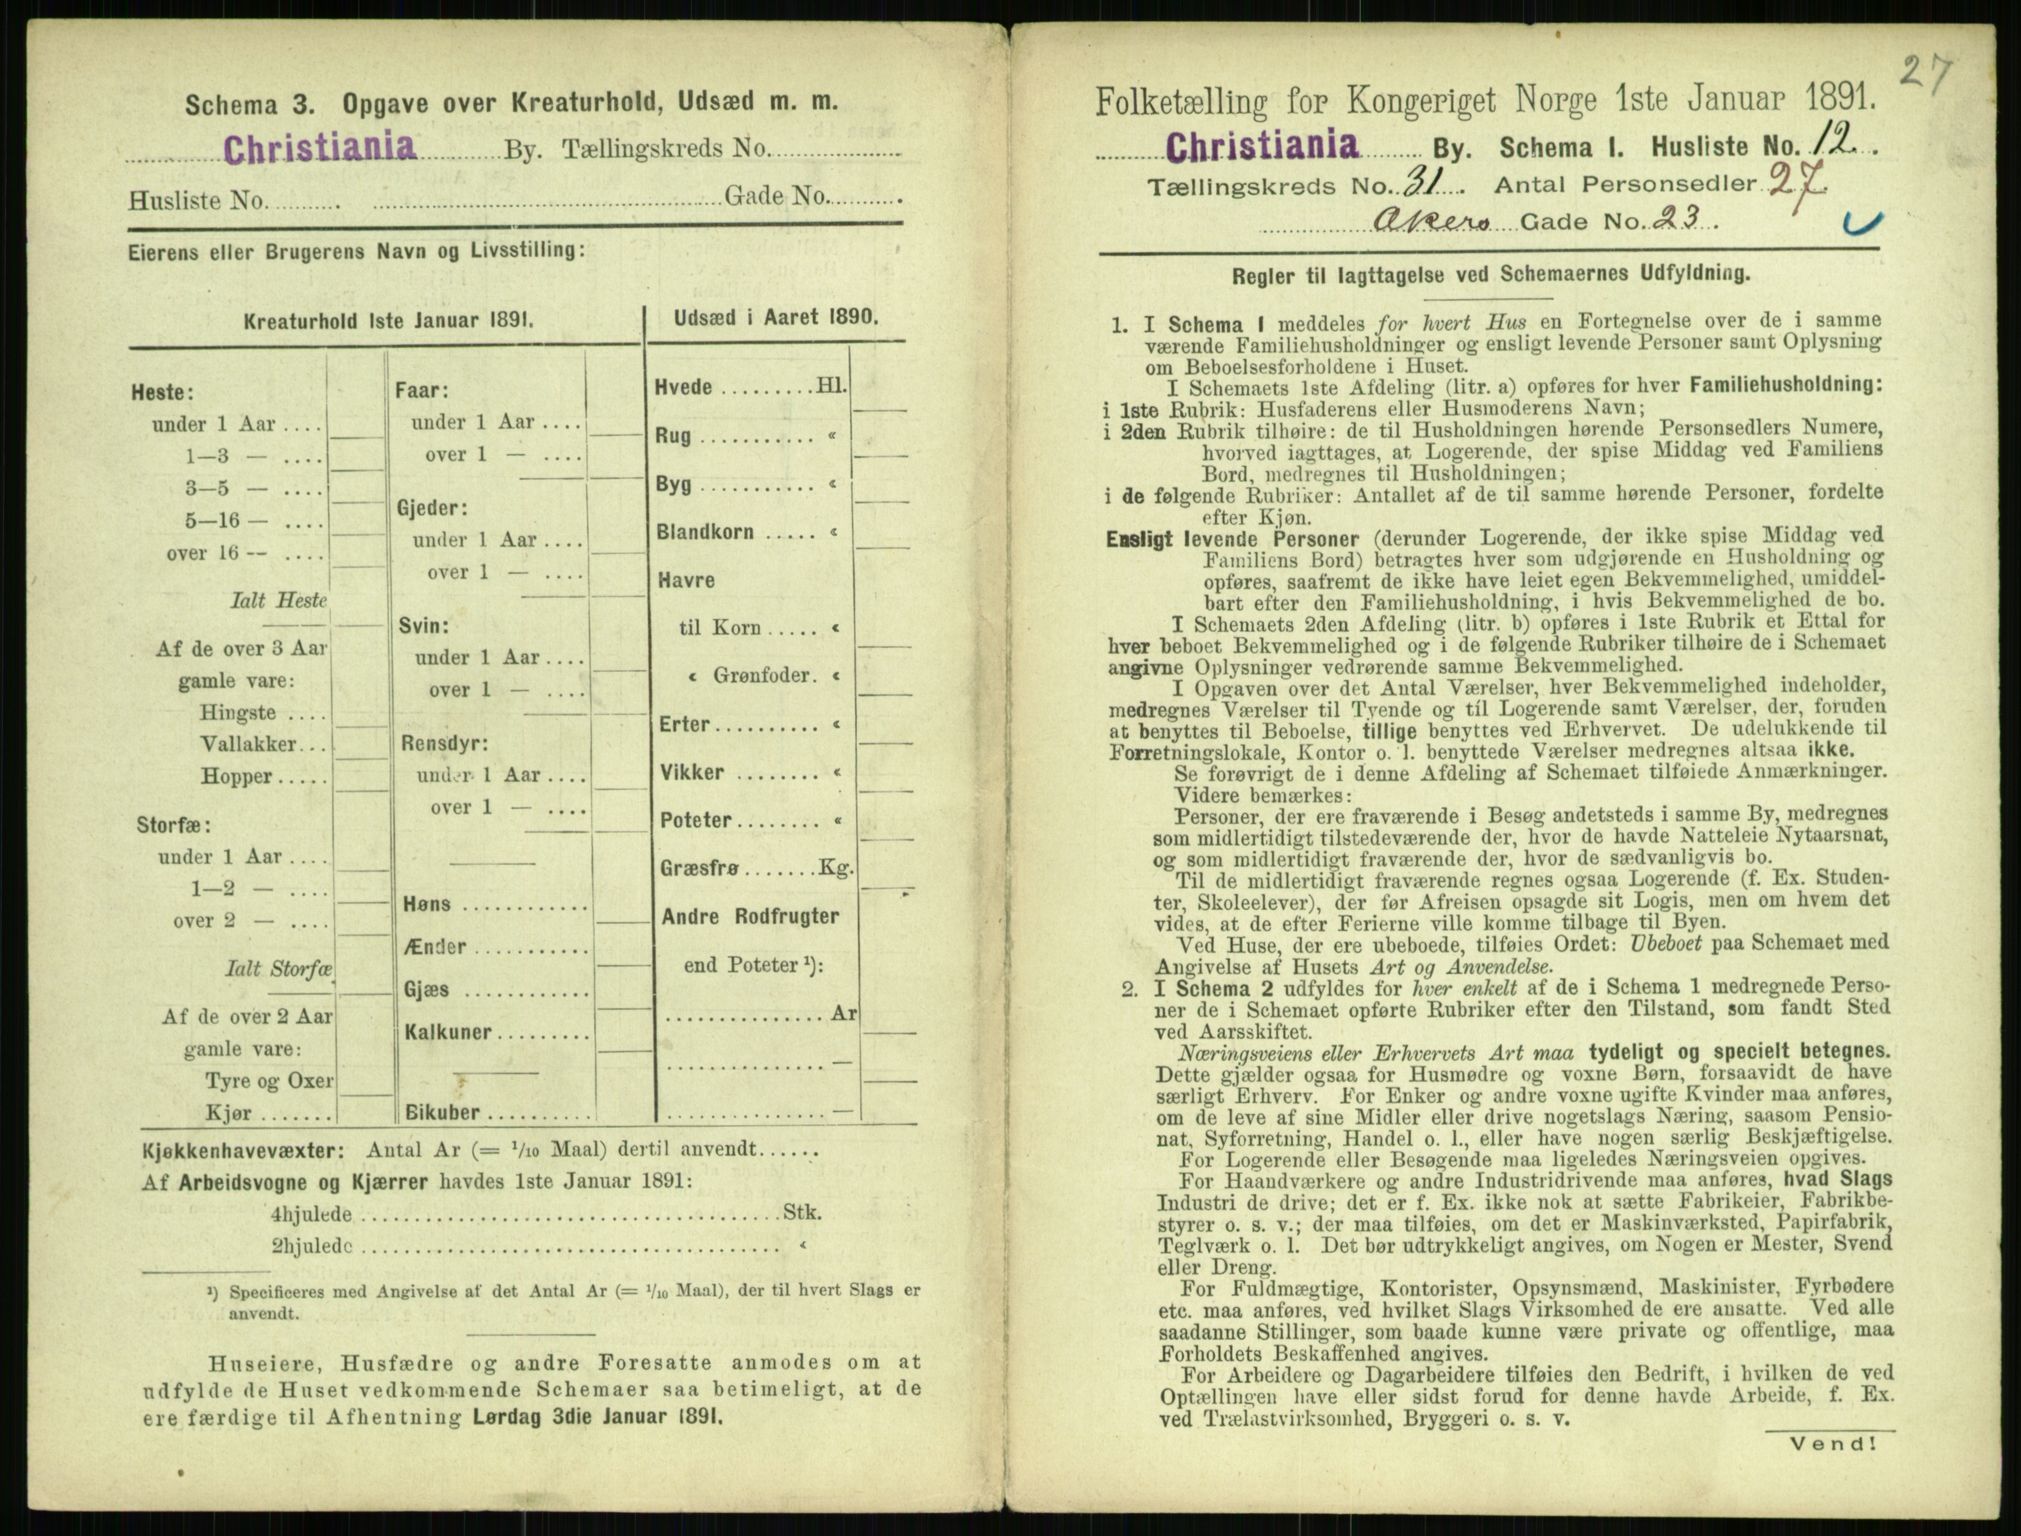 Schema 3. Opgave over Kreaturhold, Udsæd m. m.
Christiania By. Tællingskreds No.
Husliste No. Gade No.
Eierens eller Brugerens Navn og Livsstilling:
Kreaturhold 1ste Januar 1891.
Heste:
under 1 Aar ....
1—3 — ....
3—5 — ....
5—16 — ....
over 16 — ....
Ialt Heste
Af de over 3 Aar
gamle vare:
Hingste ....
Vallakker...
Hopper.....
Storfæ:
under 1 Aar ....
1—2 — ....
over 2 — ....
Ialt Storfæ
Af de over 2 Aar
gamle vare:
Tyre og Oxer
Kjør .......
Faar:
under 1 Aar ....
over 1 — ....
Gjeder:
under 1 Aar ....
over 1 — ....
Svin:
under 1 Aar ....
over 1 — ....
Rensdyr:
under 1 Aar ....
over 1 — ....
Høns ............
Ænder ...........
Gjæs ............
Kalkuner.........
Bikuber ..........
Udsæd i Aaret 1890.
Hvede .........Hl.
Rug ........... «
Byg ........... «
Blandkorn ..... «
Havre
til Korn ..... «
« Grønfoder. «
Erter.......... «
Vikker ........ «
Poteter........ «
Græsfrø.......Kg.
Andre Rodfrugter
end Poteter ¹):
............... Ar
............... —
............... —
Kjøkkenhavevæxter: Antal Ar (= 1/10 Maal) dertil anvendt......
Af Arbeidsvogne og Kjærrer havdes 1ste Januar 1891:
4hjulede ........................................Stk.
2hjulede ........................................ «
¹) Specificeres med Angivelse af det Antal Ar (= 1/10 Maal), der til hvert Slags er
anvendt.
Huseiere, Husfædre og andre Foresatte anmodes om at
udfylde de Huset vedkommende Schemaer saa betimeligt, at de
ere færdige til Afhentning Lørdag 3die Januar 1891.
27
Folketælling for Kongeriget Norge 1ste Januar 1891.
Christiania By. Schema I. Husliste No. 12.
Tællingskreds No. 31. Antal Personsedler 27.
Akers Gade No. 23.
Regler til Iagttagelse ved Schemaernes Udfyldning.
1. I Schema 1 meddeles for hvert Hus en Fortegnelse over de i samme
værende Familiehusholdninger og ensligt levende Personer samt Oplysning
om Beboelsesforholdene i Huset.
I Schemaets 1ste Afdeling (litr. a) opføres for hver Familiehusholdning:
i 1ste Rubrik: Husfaderens eller Husmoderens Navn;
i 2den Rubrik tilhøire: de til Husholdningen hørende Personsedlers Numere,
hvorved iagttages, at Logerende, der spise Middag ved Familiens
Bord, medregnes til Husholdningen;
i de følgende Rubriker: Antallet af de til samme hørende Personer, fordelte
efter Kjøn.
Ensligt levende Personer (derunder Logerende, der ikke spise Middag ved
Familiens Bord) betragtes hver som udgjørende en Husholdning og
opføres, saafremt de ikke have leiet egen Bekvemmelighed, umiddel-
bart efter den Familiehusholdning, i hvis Bekvemmelighed de bo.
I Schemaets 2den Afdeling (litr. b) opføres i 1ste Rubrik et Ettal for
hver beboet Bekvemmelighed og i de følgende Rubriker tilhøire de i Schemaet
angivne Oplysninger vedrørende samme Bekvemmelighed.
I Opgaven over det Antal Værelser, hver Bekvemmelighed indeholder,
medregnes Værelser til Tyende og til Logerende samt Værelser, der, foruden
at benyttes til Beboelse, tillige benyttes ved Erhvervet. De udelukkende til
Forretningslokale, Kontor o. l. benyttede Værelser medregnes altsaa ikke.
Se forøvrigt de i denne Afdeling af Schemaet tilføiede Anmærkninger.
Videre bemærkes:
Personer, der ere fraværende i Besøg andetsteds i samme By, medregnes
som midlertidigt tilstedeværende der, hvor de havde Natteleie Nytaarsnat,
og som midlertidigt fraværende der, hvor de sædvanligvis bo.
Til de midlertidigt fraværende regnes ogsaa Logerende (f. Ex. Studen-
ter, Skoleelever), der før Afreisen opsagde sit Logis, men om hvem det
vides, at de efter Ferierne ville komme tilbage til Byen.
Ved Huse, der ere ubeboede, tilføies Ordet: Ubeboet paa Schemaet med
Angivelse af Husets Art og Anvendelse.
2. I Schema 2 udfyldes for hver enkelt af de i Schema 1 medregnede Perso-
ner de i Schemaet opførte Rubriker efter den Tilstand, som fandt Sted
ved Aarsskiftet.
Næringsveiens eller Erhvervets Art maa tydeligt og specielt betegnes.
Dette gjælder ogsaa for Husmødre og voxne Børn, forsaavidt de have
særligt Erhverv. For Enker og andre voxne ugifte Kvinder maa anføres,
om de leve af sine Midler eller drive nogetslags Næring, saasom Pensio-
nat, Syforretning, Handel o. l., eller have nogen særlig Beskjæftigelse.
For Logerende eller Besøgende maa ligeledes Næringsveien opgives.
For Haandværkere og andre Industridrivende maa anføres, hvad Slags
Industri de drive; det er f. Ex. ikke nok at sætte Fabrikeier, Fabrikbe-
styrer o. s. v.; der maa tilføies, om det er Maskinværksted, Papirfabrik,
Teglværk o. l. Det bør udtrykkeligt angives, om Nogen er Mester, Svend
eller Dreng.
For Fuldmægtige, Kontorister, Opsynsmænd, Maskinister, Fyrbødere
etc. maa anføres, ved hvilket Slags Virksomhed de ere ansatte. Ved alle
saadanne Stillinger, som baade kunne være private og offentlige, maa
Forholdets Beskaffenhed angives.
For Arbeidere og Dagarbeidere tilføies den Bedrift, i hvilken de ved
Optællingen have eller sidst forud for denne havde Arbeide, f. Ex.
ved Trælastvirksomhed, Bryggeri o. s. v.
Vend!